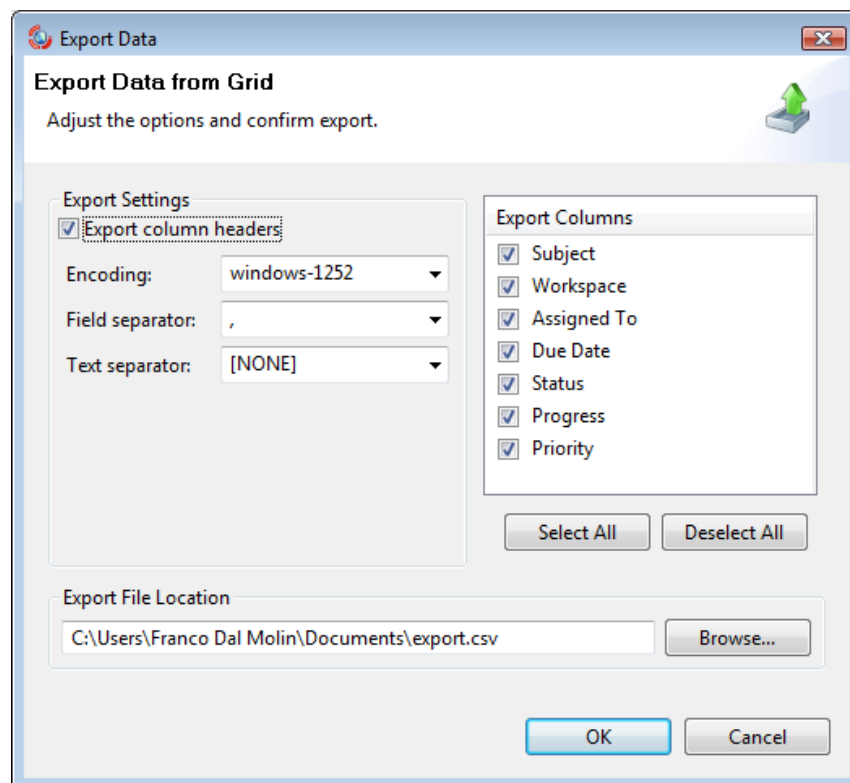 Export Data
Export Data from Grid
Adjust the options and confirm export.
Export Settings
Export column headers
Encoding: windows-1252
Field separator: ,
Text separator: [NONE]
Export Columns
Subject
Workspace
Assigned To
Due Date
Status
Progress
Priority
Select All Deselect All
Export File Location
C:\Users\Franco Dal Molin\Documents\export.csv Browse...
OK Cancel